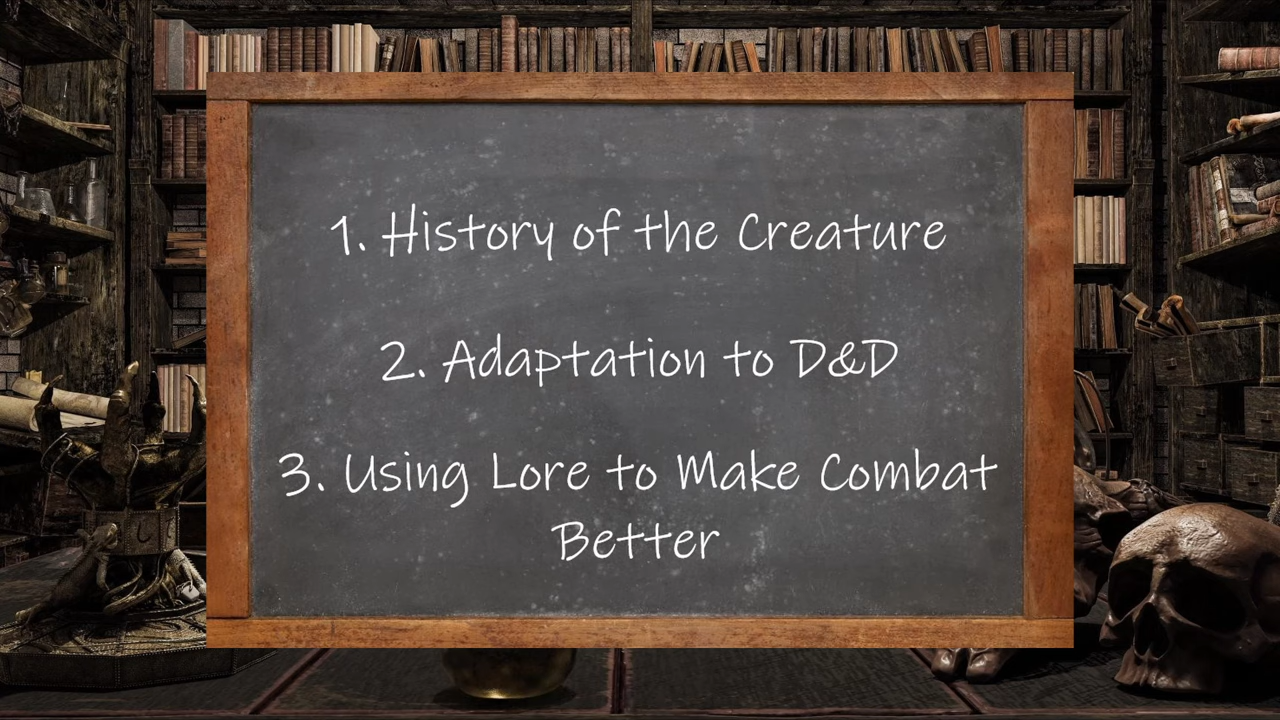 1. History of the Creature
2. Adaptation to D&D
3. Using Lore to Make Combat
Better